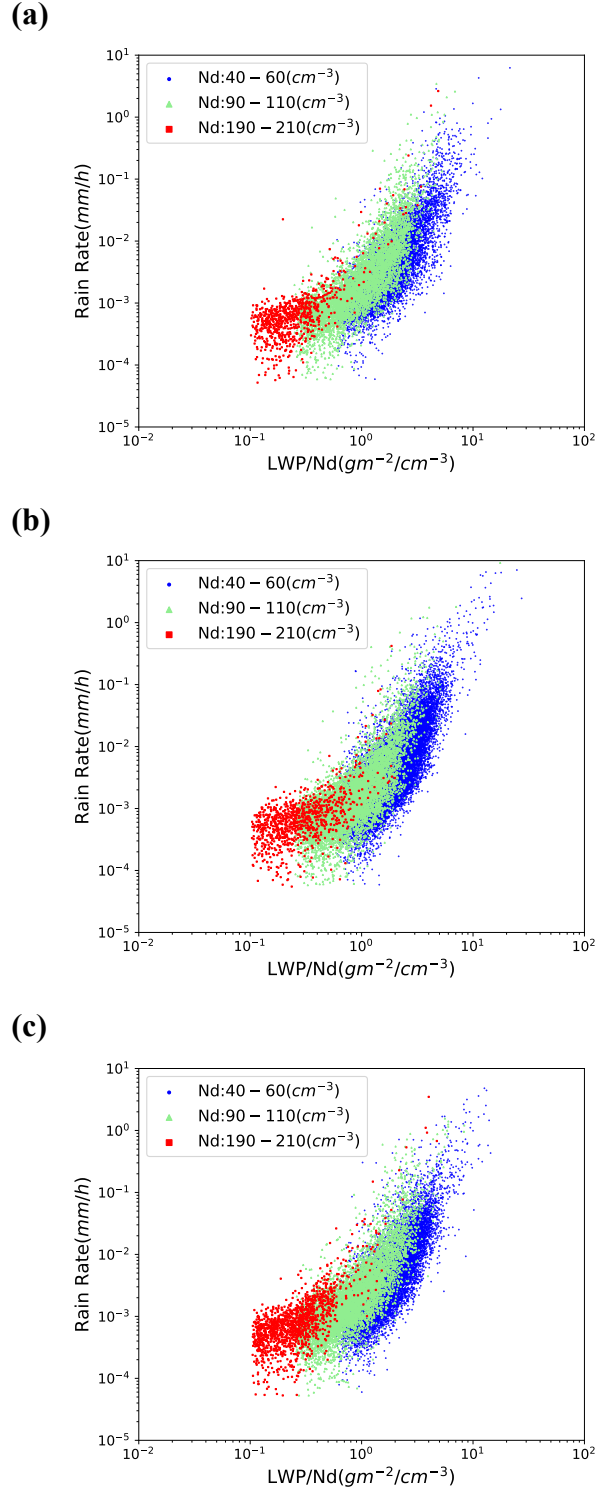 (a)
10^1
10^0
10^{-1}
10^{-2}
10^{-3}
10^{-4}
10^{-5}
Rain Rate(mm/h)
Nd:40 − 60(cm^{−3})
Nd:90 − 110(cm^{−3})
Nd:190 − 210(cm^{−3})
10^{-2} 10^{-1} 10^0 10^1 10^2
LWP/Nd(gm^{−2}/cm^{−3})
(b)
10^1
10^0
10^{-1}
10^{-2}
10^{-3}
10^{-4}
10^{-5}
Rain Rate(mm/h)
Nd:40 − 60(cm^{−3})
Nd:90 − 110(cm^{−3})
Nd:190 − 210(cm^{−3})
10^{-2} 10^{-1} 10^0 10^1 10^2
LWP/Nd(gm^{−2}/cm^{−3})
(c)
10^1
10^0
10^{-1}
10^{-2}
10^{-3}
10^{-4}
10^{-5}
Rain Rate(mm/h)
Nd:40 − 60(cm^{−3})
Nd:90 − 110(cm^{−3})
Nd:190 − 210(cm^{−3})
10^{-2} 10^{-1} 10^0 10^1 10^2
LWP/Nd(gm^{−2}/cm^{−3})